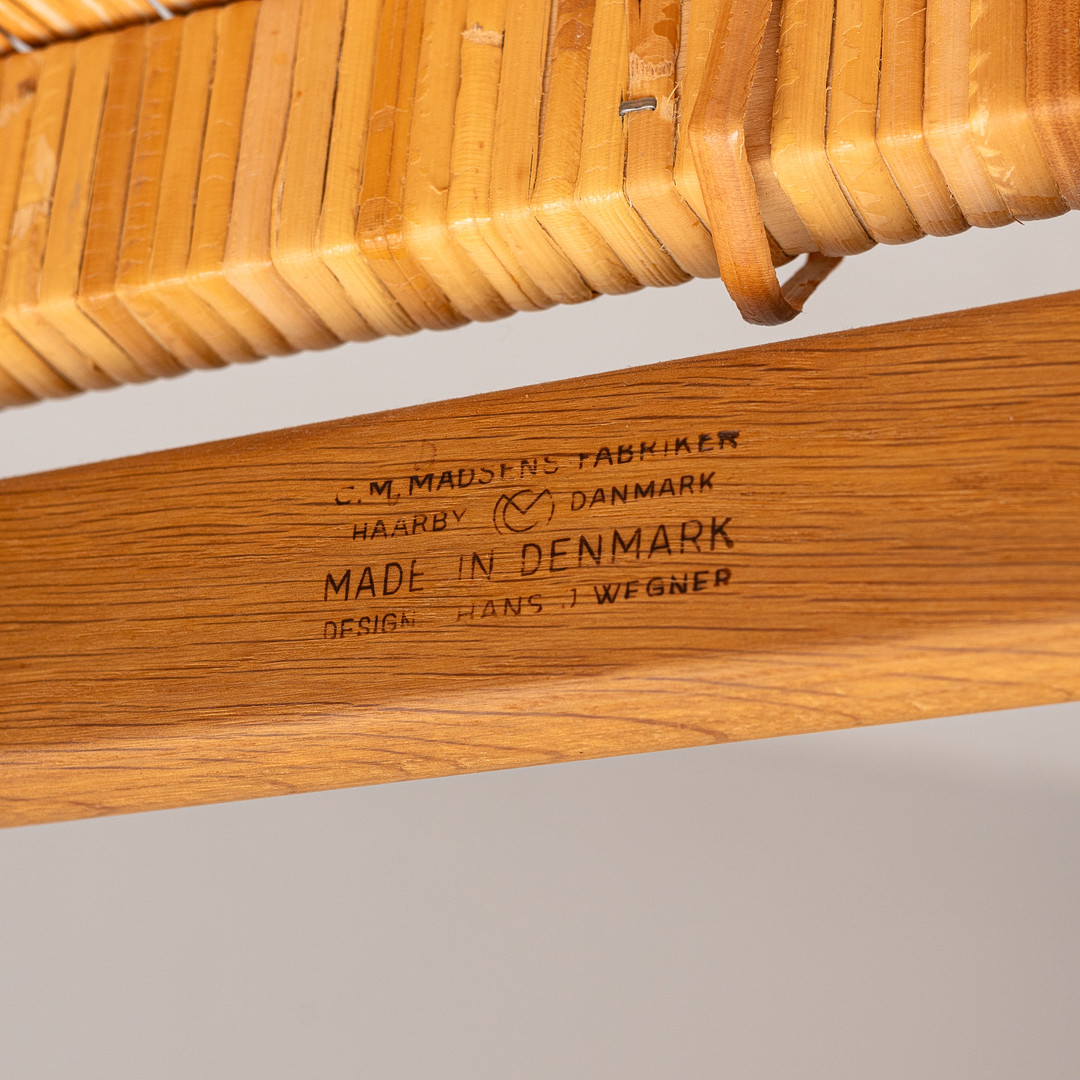 C.M. MADSENS FABRIKER
HAARBY DANMARK
MADE IN DENMARK
DESIGN HANS J WEGNER